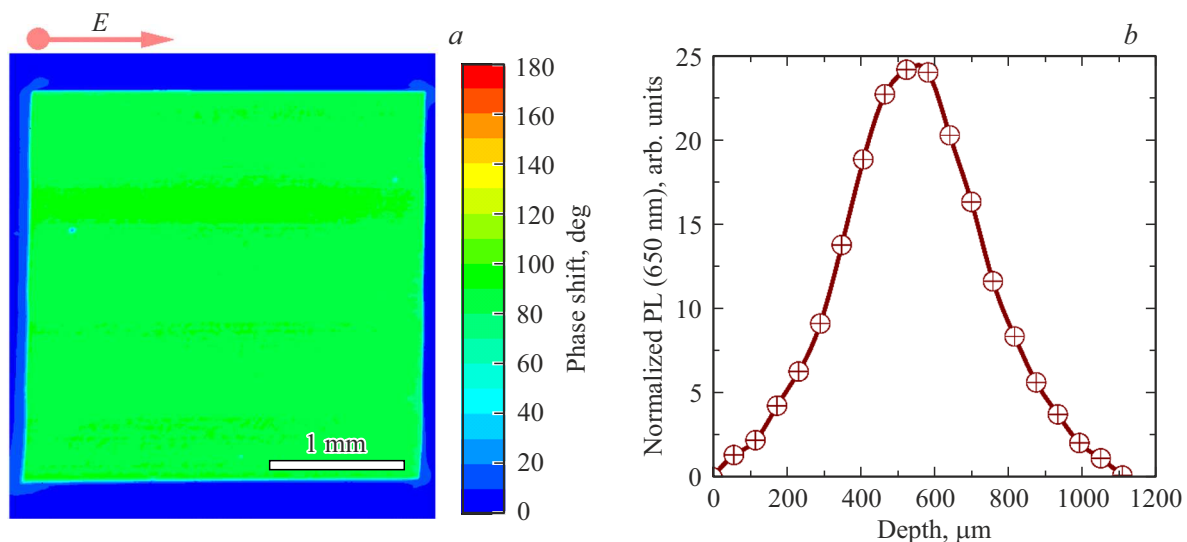 E
a
180
160
140
120
100
80
60
40
20
0
Phase shift, deg
1 mm
b
25
20
15
10
5
0
Normalized PL (650 nm), arb. units
0 200 400 600 800 1000 1200
Depth, μm